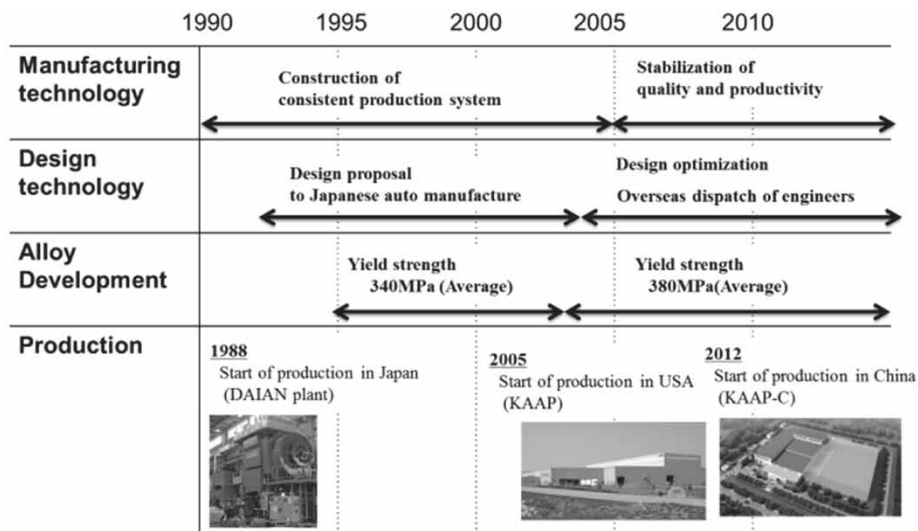 1990 1995 2000 2005 2010
Manufacturing
technology
Construction of
consistent production system
Stabilization of
quality and productivity
Design
technology
Design proposal
to Japanese auto manufacture
Design optimization
Overseas dispatch of engineers
Alloy
Development
Yield strength
340MPa (Average)
Yield strength
380MPa(Average)
Production
1988
Start of production in Japan
(DAIAN plant)
2005
Start of production in USA
(KAAP)
2012
Start of production in China
(KAAP-C)